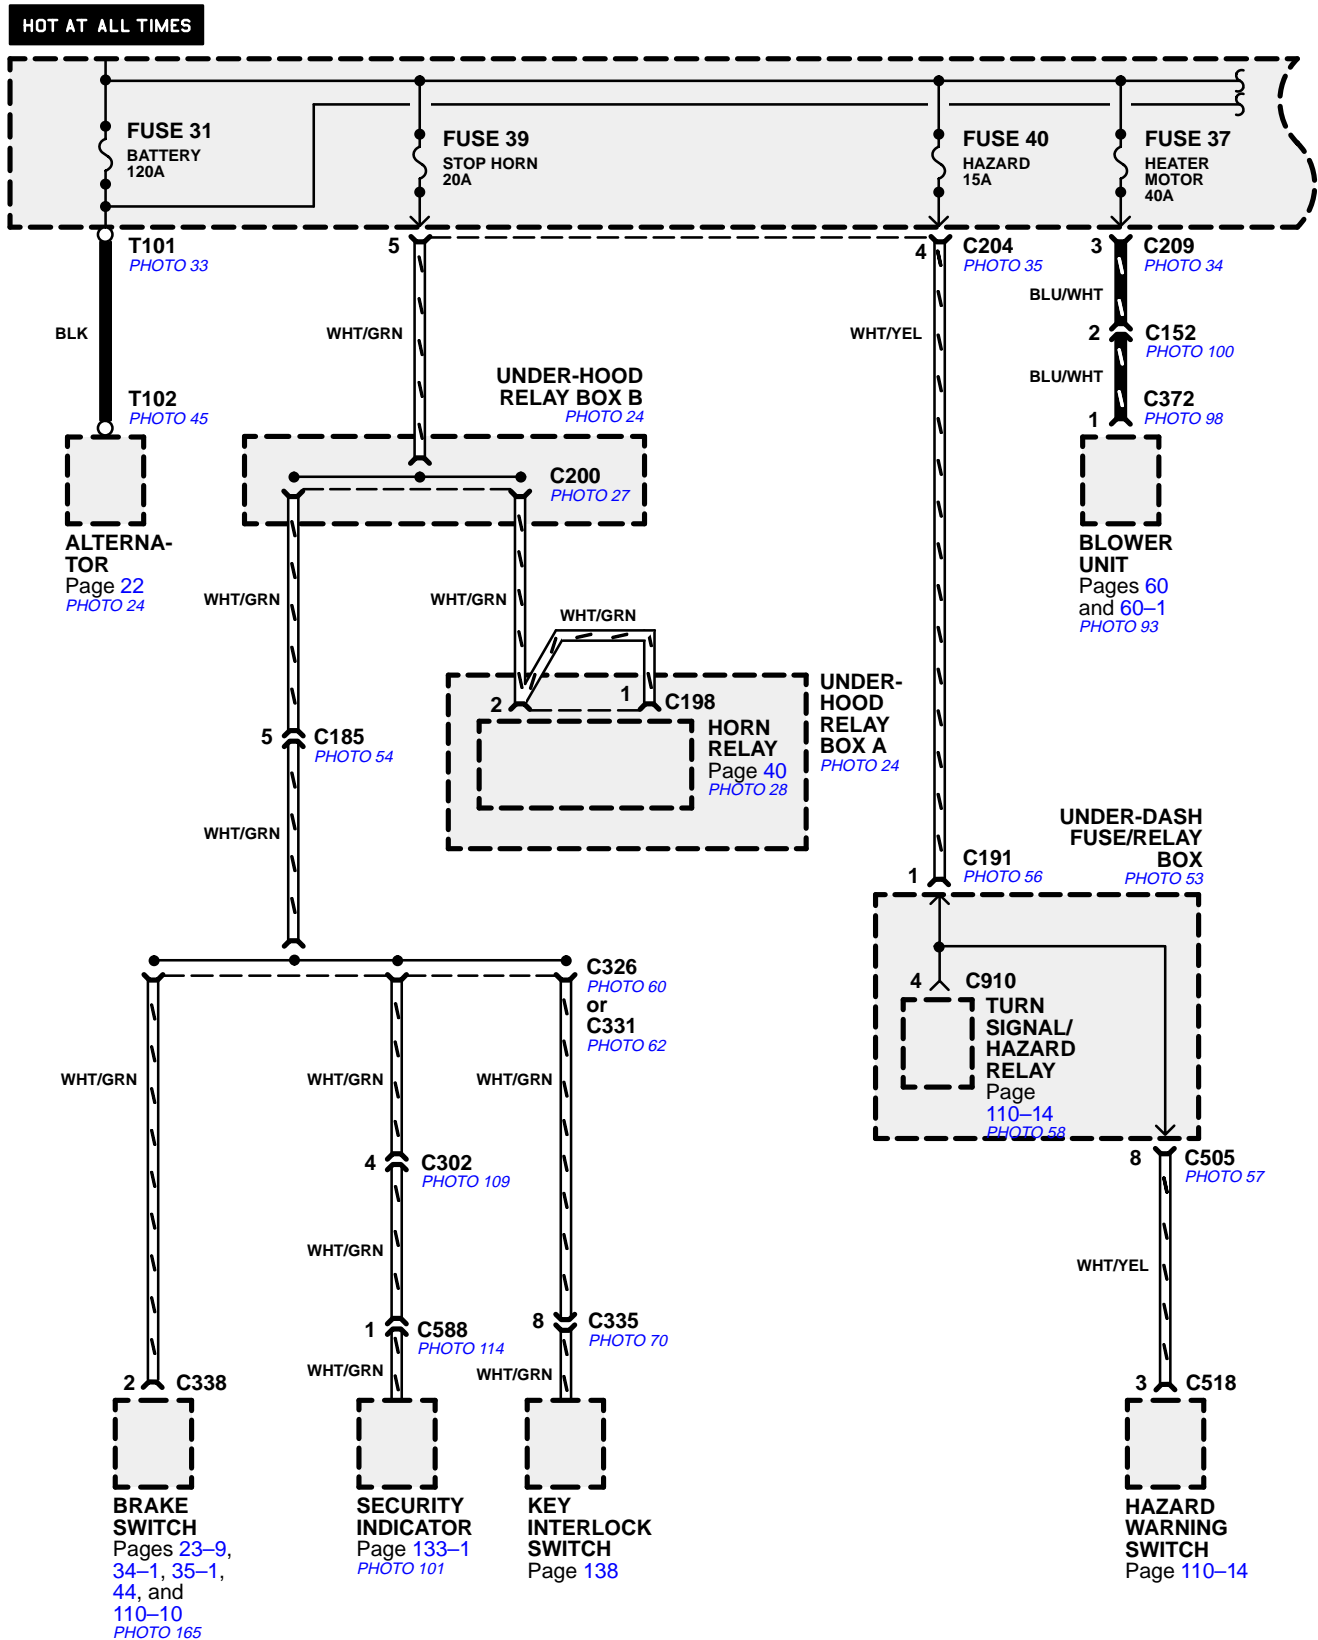 HOT AT ALL TIMES
FUSE 31
BATTERY
120A
FUSE 39
STOP HORN
20A
FUSE 40
HAZARD
15A
FUSE 37
HEATER
MOTOR
40A
T101
PHOTO 33
5
4
C204
PHOTO 35
3
C209
PHOTO 34
BLU/WHT
BLK
WHT/GRN
WHT/YEL
2
C152
PHOTO 100
BLU/WHT
UNDER-HOOD
RELAY BOX B
PHOTO 24
T102
PHOTO 45
1
C372
PHOTO 98
C200
PHOTO 27
ALTERNA-
TOR
Page 22
PHOTO 24
BLOWER
UNIT
Pages 60
and 60–1
PHOTO 93
WHT/GRN
WHT/GRN
WHT/GRN
2
1
C198
UNDER-
HOOD
RELAY
BOX A
PHOTO 24
HORN
RELAY
Page 40
PHOTO 28
5
C185
PHOTO 54
WHT/GRN
UNDER-DASH
FUSE/RELAY
BOX
PHOTO 53
1
C191
PHOTO 56
C326
PHOTO 60
or
C331
PHOTO 62
4
C910
TURN
SIGNAL/
HAZARD
RELAY
Page
110–14
PHOTO 58
WHT/GRN
WHT/GRN
WHT/GRN
4
C302
PHOTO 109
8
C505
PHOTO 57
WHT/GRN
WHT/YEL
1
C588
PHOTO 114
8
C335
PHOTO 70
WHT/GRN
WHT/GRN
2
C338
3
C518
BRAKE
SWITCH
Pages 23–9,
34–1, 35–1,
44, and
110–10
PHOTO 165
SECURITY
INDICATOR
Page 133–1
PHOTO 101
KEY
INTERLOCK
SWITCH
Page 138
HAZARD
WARNING
SWITCH
Page 110–14